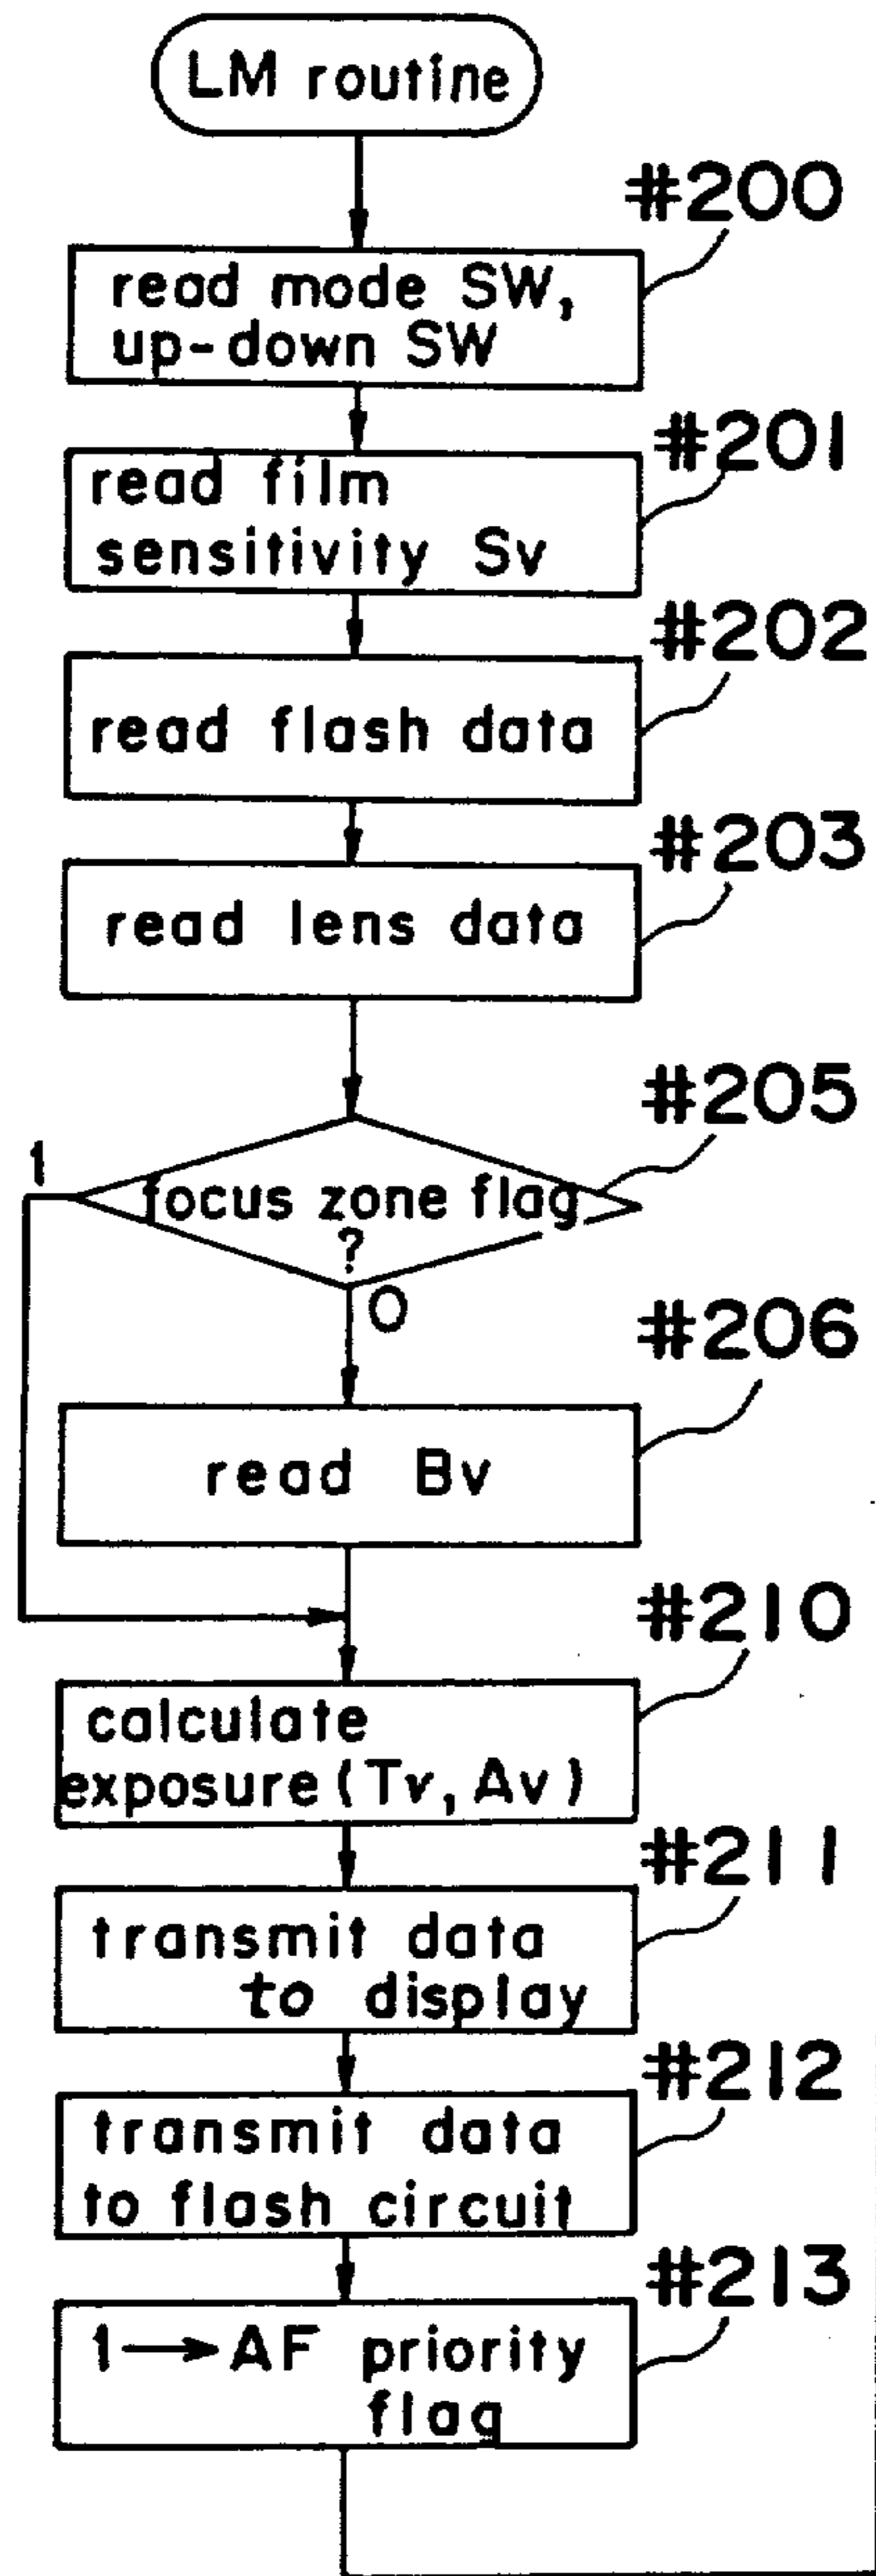 LM routine
#200
read mode SW,
up-down SW
#201
read film
sensitivity Sv
#202
read flash data
#203
read lens data
#205
1
focus zone flag
?
0
#206
read Bv
#210
calculate
exposure (Tv, Av)
#211
transmit data
to display
#212
transmit data
to flash circuit
#213
1→AF priority
flag